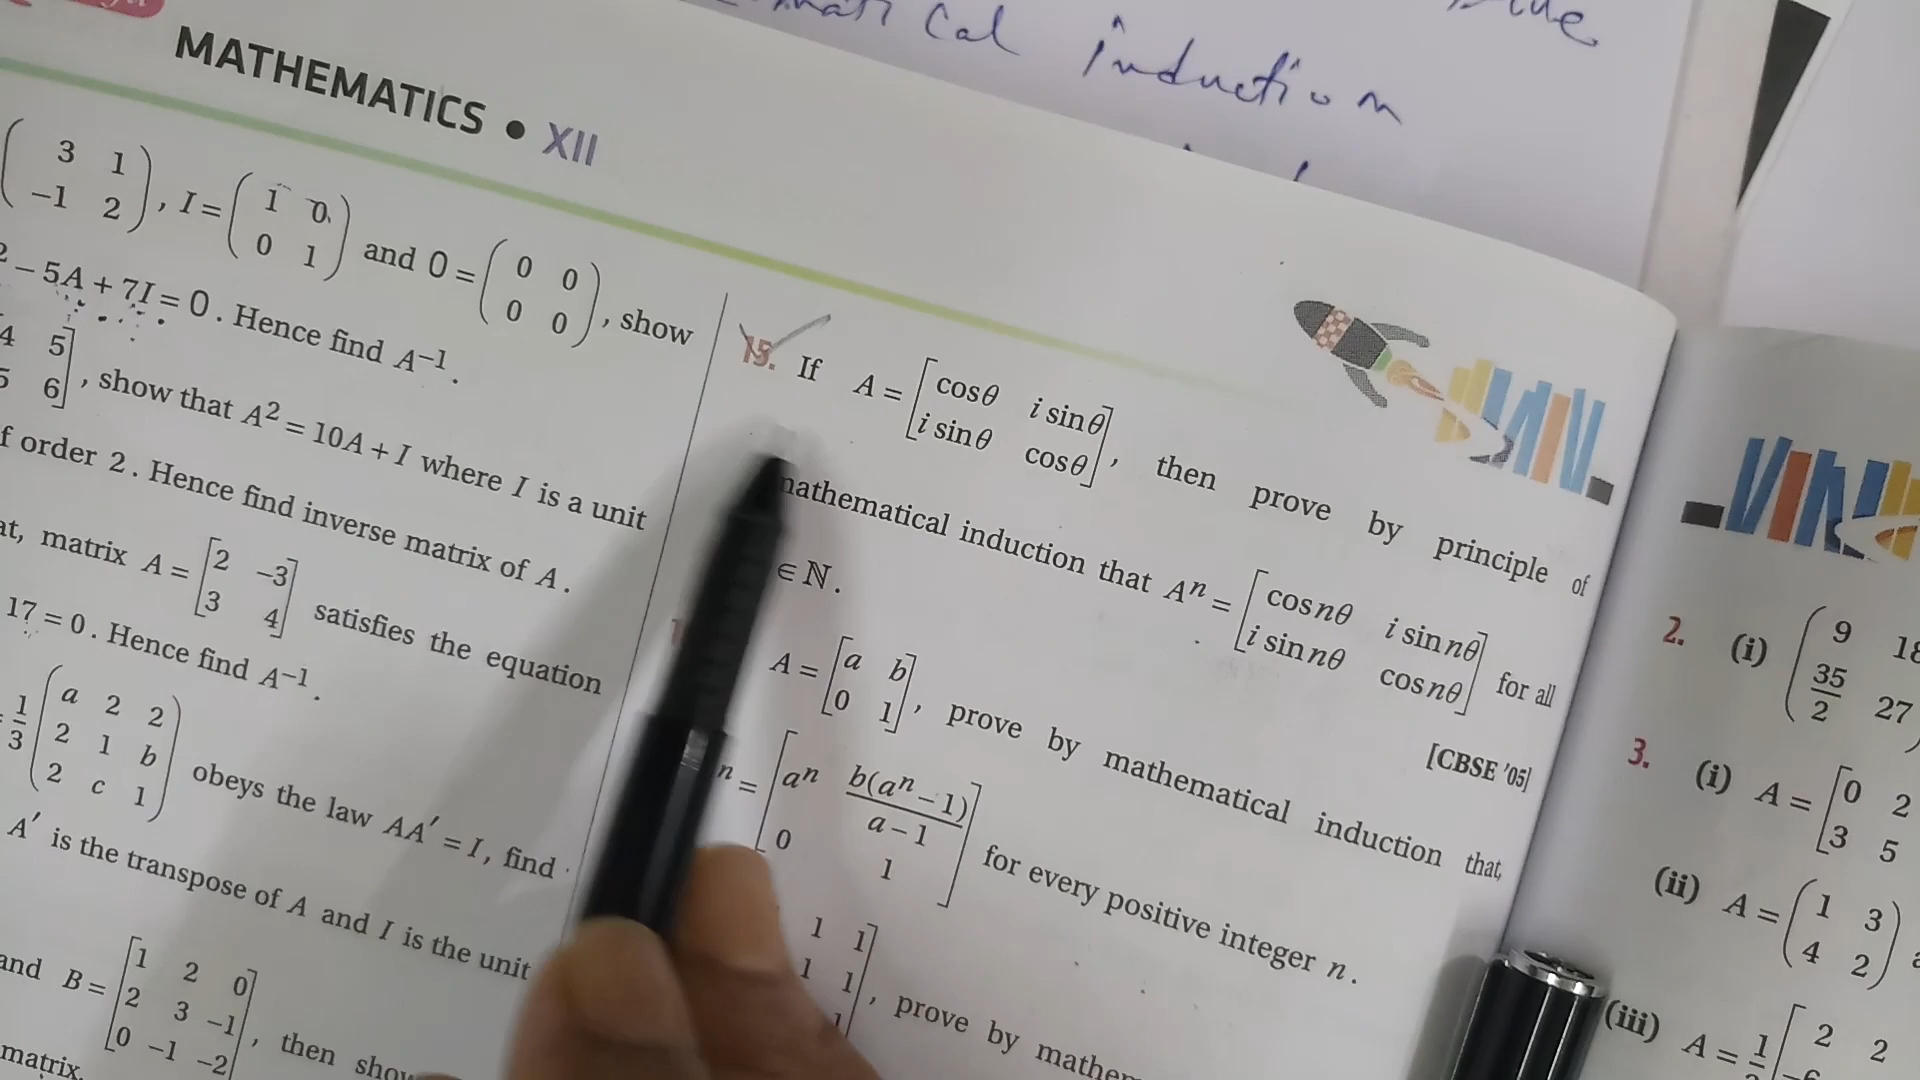 cal induction
MATHEMATICS • XII
( 3 1 -1 2 ), I = ( 1 0 0 1 ) and O = ( 0 0 0 0 ), show
2 – 5A + 7I = O. Hence find A⁻¹.
4 5 5 6 ], show that A² = 10A + I where I is a unit
f order 2. Hence find inverse matrix of A.
at, matrix A = [ 2 -3 3 4 ] satisfies the equation
17 = 0. Hence find A⁻¹.
= 1/3 ( a 2 2 2 1 b 2 c 1 ) obeys the law AA′ = I, find
A′ is the transpose of A and I is the unit
and B = [ 1 2 0 2 3 -1 0 -1 -2 ], then show
matrix.
15. If A = [ cosθ i sinθ i sinθ cosθ ], then prove by principle of
mathematical induction that Aⁿ = [ cos nθ i sin nθ i sin nθ cos nθ ] for all
∈ ℕ.
[CBSE '05]
A = [ a b 0 1 ], prove by mathematical induction that,
n = [ aⁿ b(aⁿ – 1)/a – 1 0 1 ] for every positive integer n.
1 1 1 1 1 ], prove by mathem
2. (i) ( 9 18 35/2 27 )
3. (i) A = [ 0 2 3 5
(ii) A = ( 1 3 4 2 )
(iii) A = 1 [ 2 2